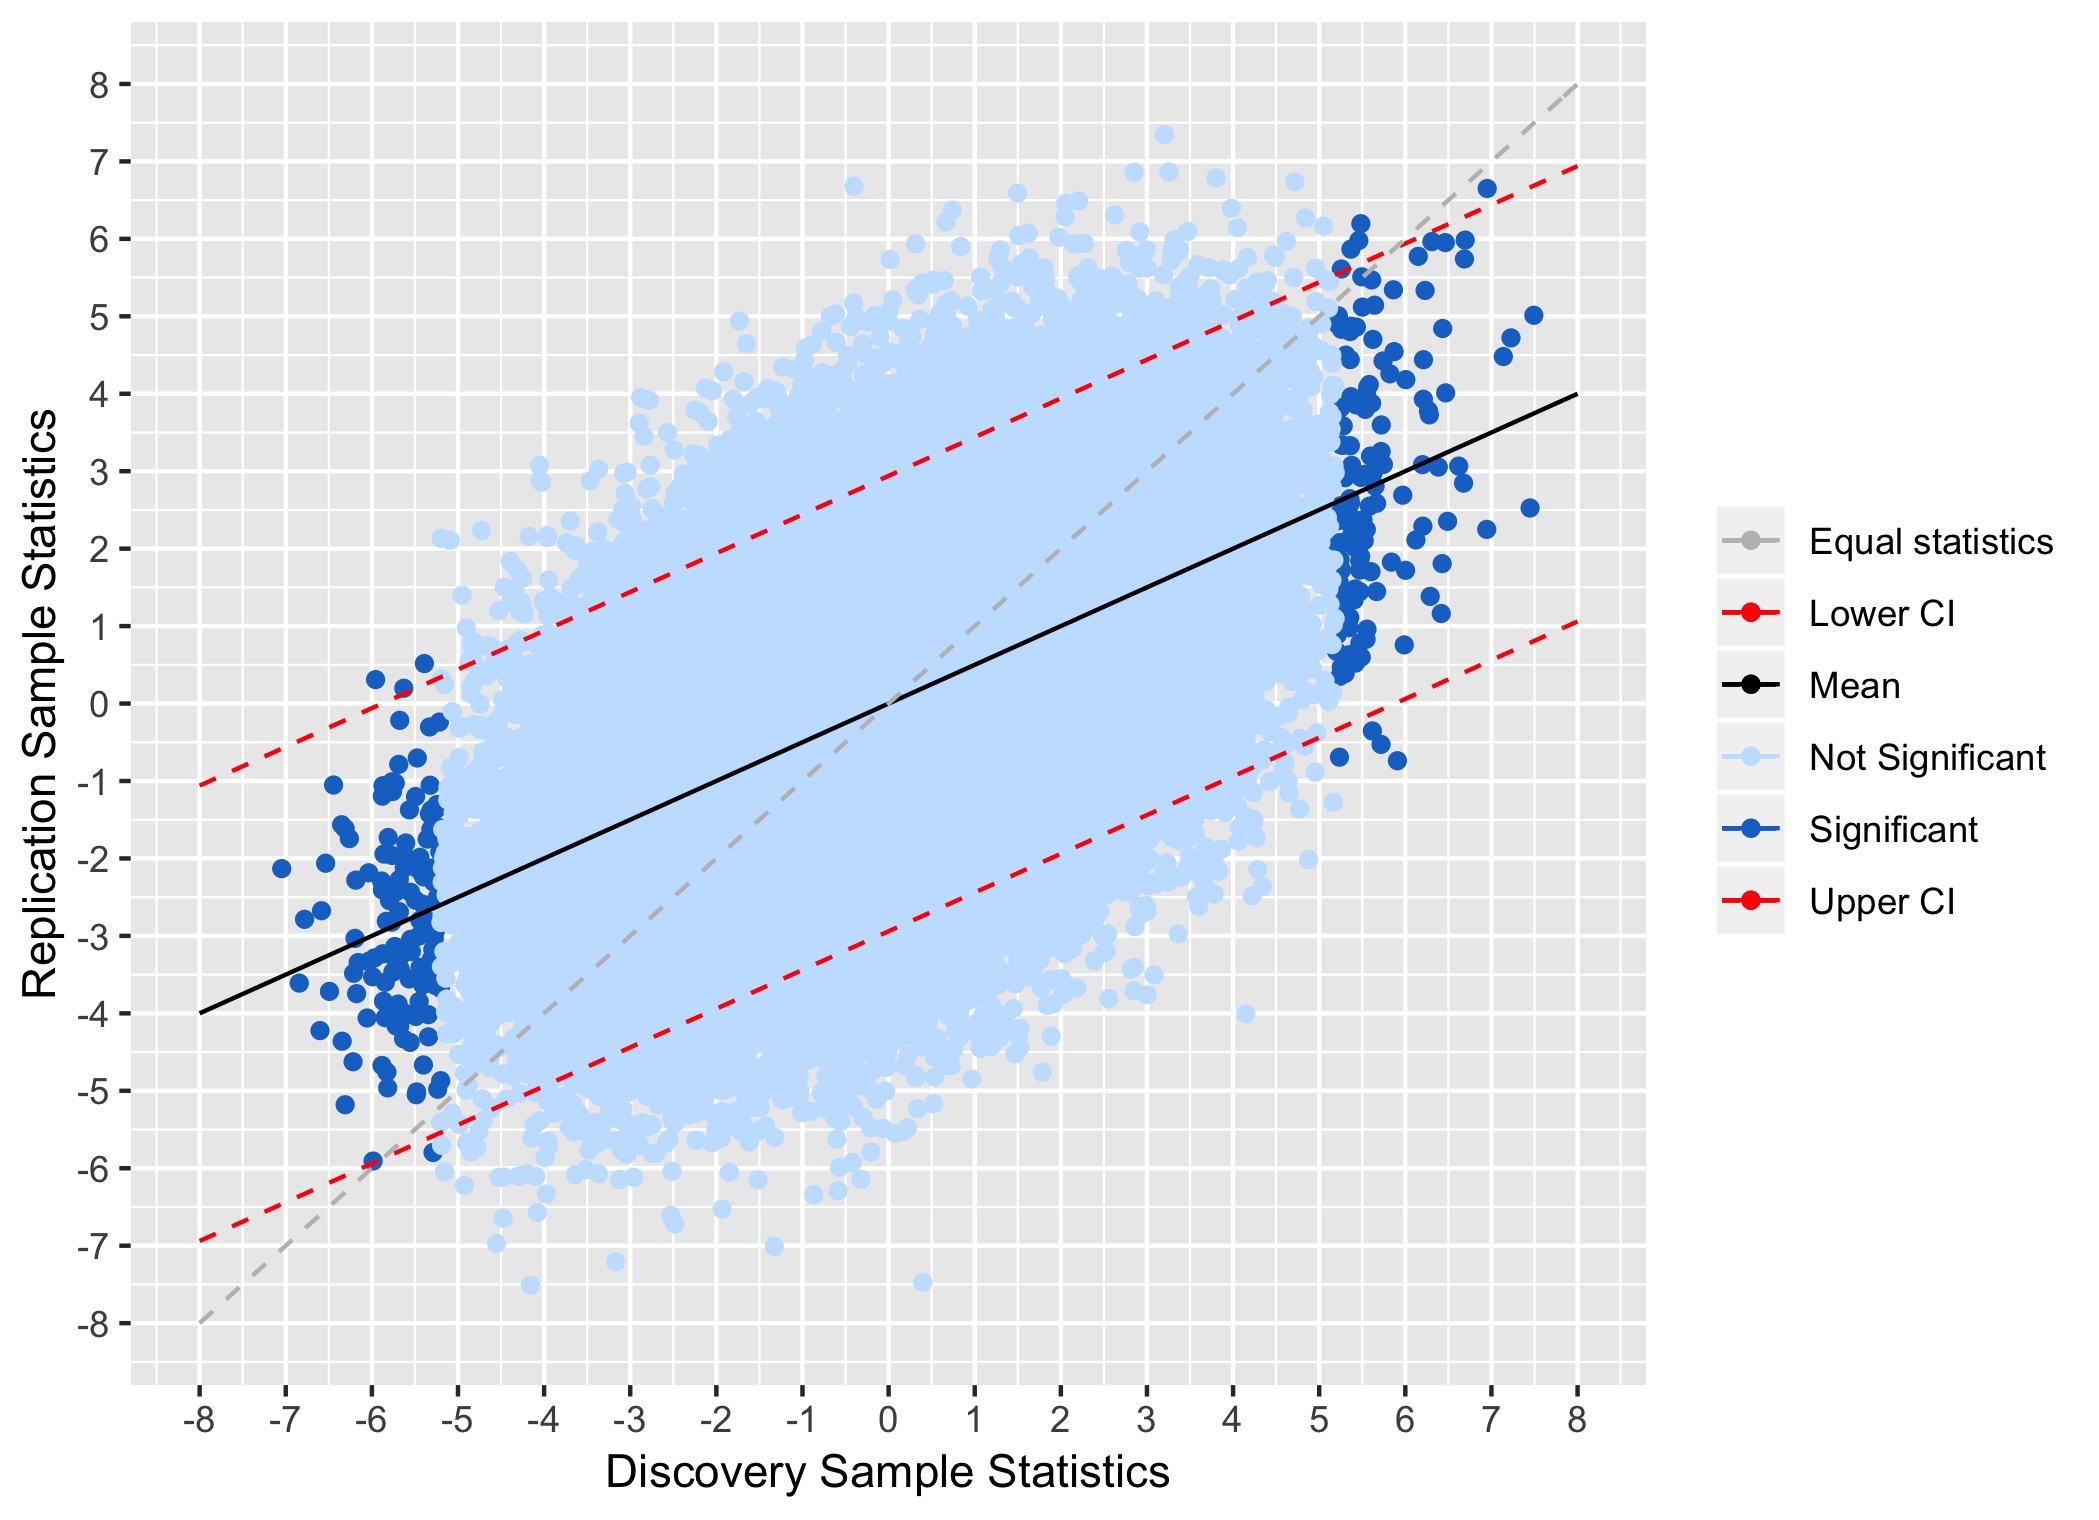 Replication Sample Statistics
8
7
6
5
4
3
2
1
0
-1
-2
-3
-4
-5
-6
-7
-8
-8 -7 -6 -5 -4 -3 -2 -1 0 1 2 3 4 5 6 7 8
Discovery Sample Statistics
Equal statistics
Lower CI
Mean
Not Significant
Significant
Upper CI